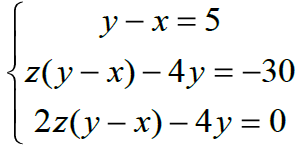 y − x = 5
z(y − x) − 4y = −30
2z(y − x) − 4y = 0